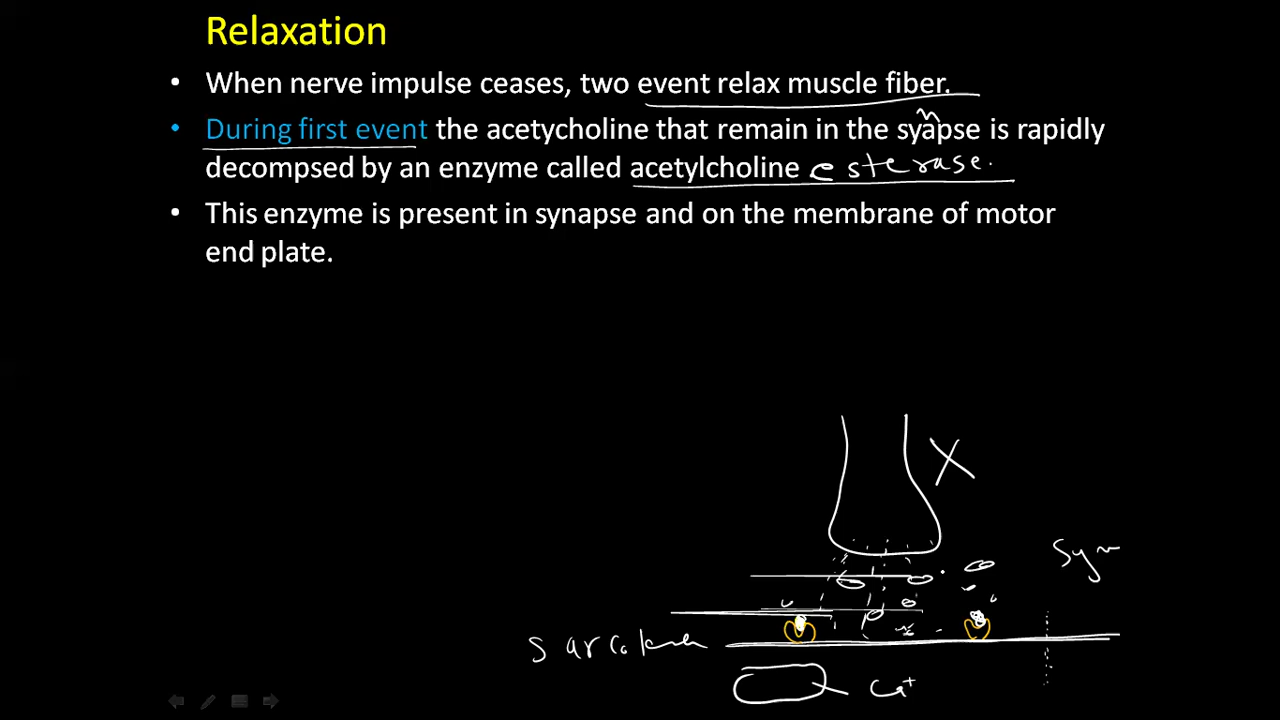 Relaxation
• When nerve impulse ceases, two event relax muscle fiber.
• During first event the acetycholine that remain in the syapse is rapidly
n
decompsed by an enzyme called acetylcholine esterase.
• This enzyme is present in synapse and on the membrane of motor
end plate.
X
Syn
Ca+